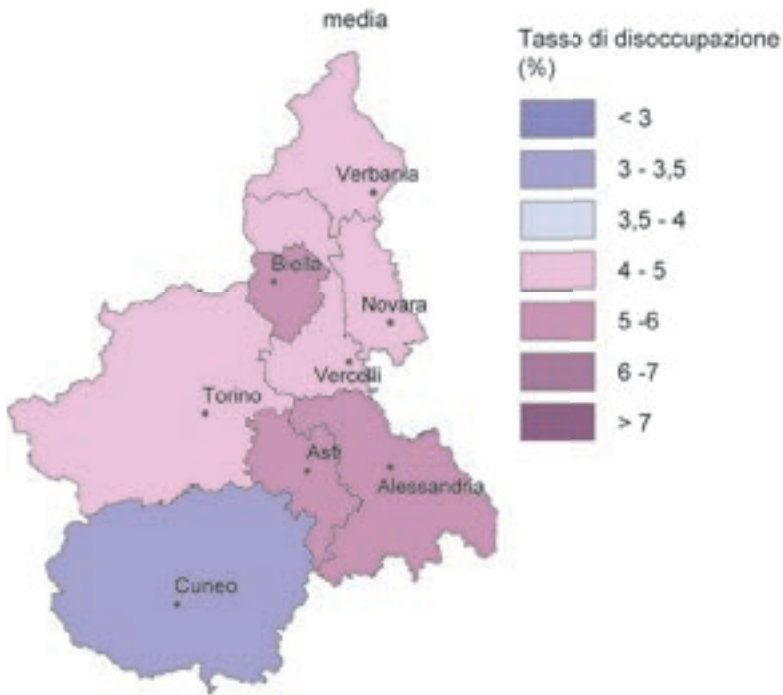 media
Tasso di disoccupazione
(%)
< 3
3 - 3,5
3,5 - 4
4 - 5
5 -6
6 -7
> 7
Verbania
Biella
Novara
Vercelli
Torino
Asti
Alessandria
Cuneo